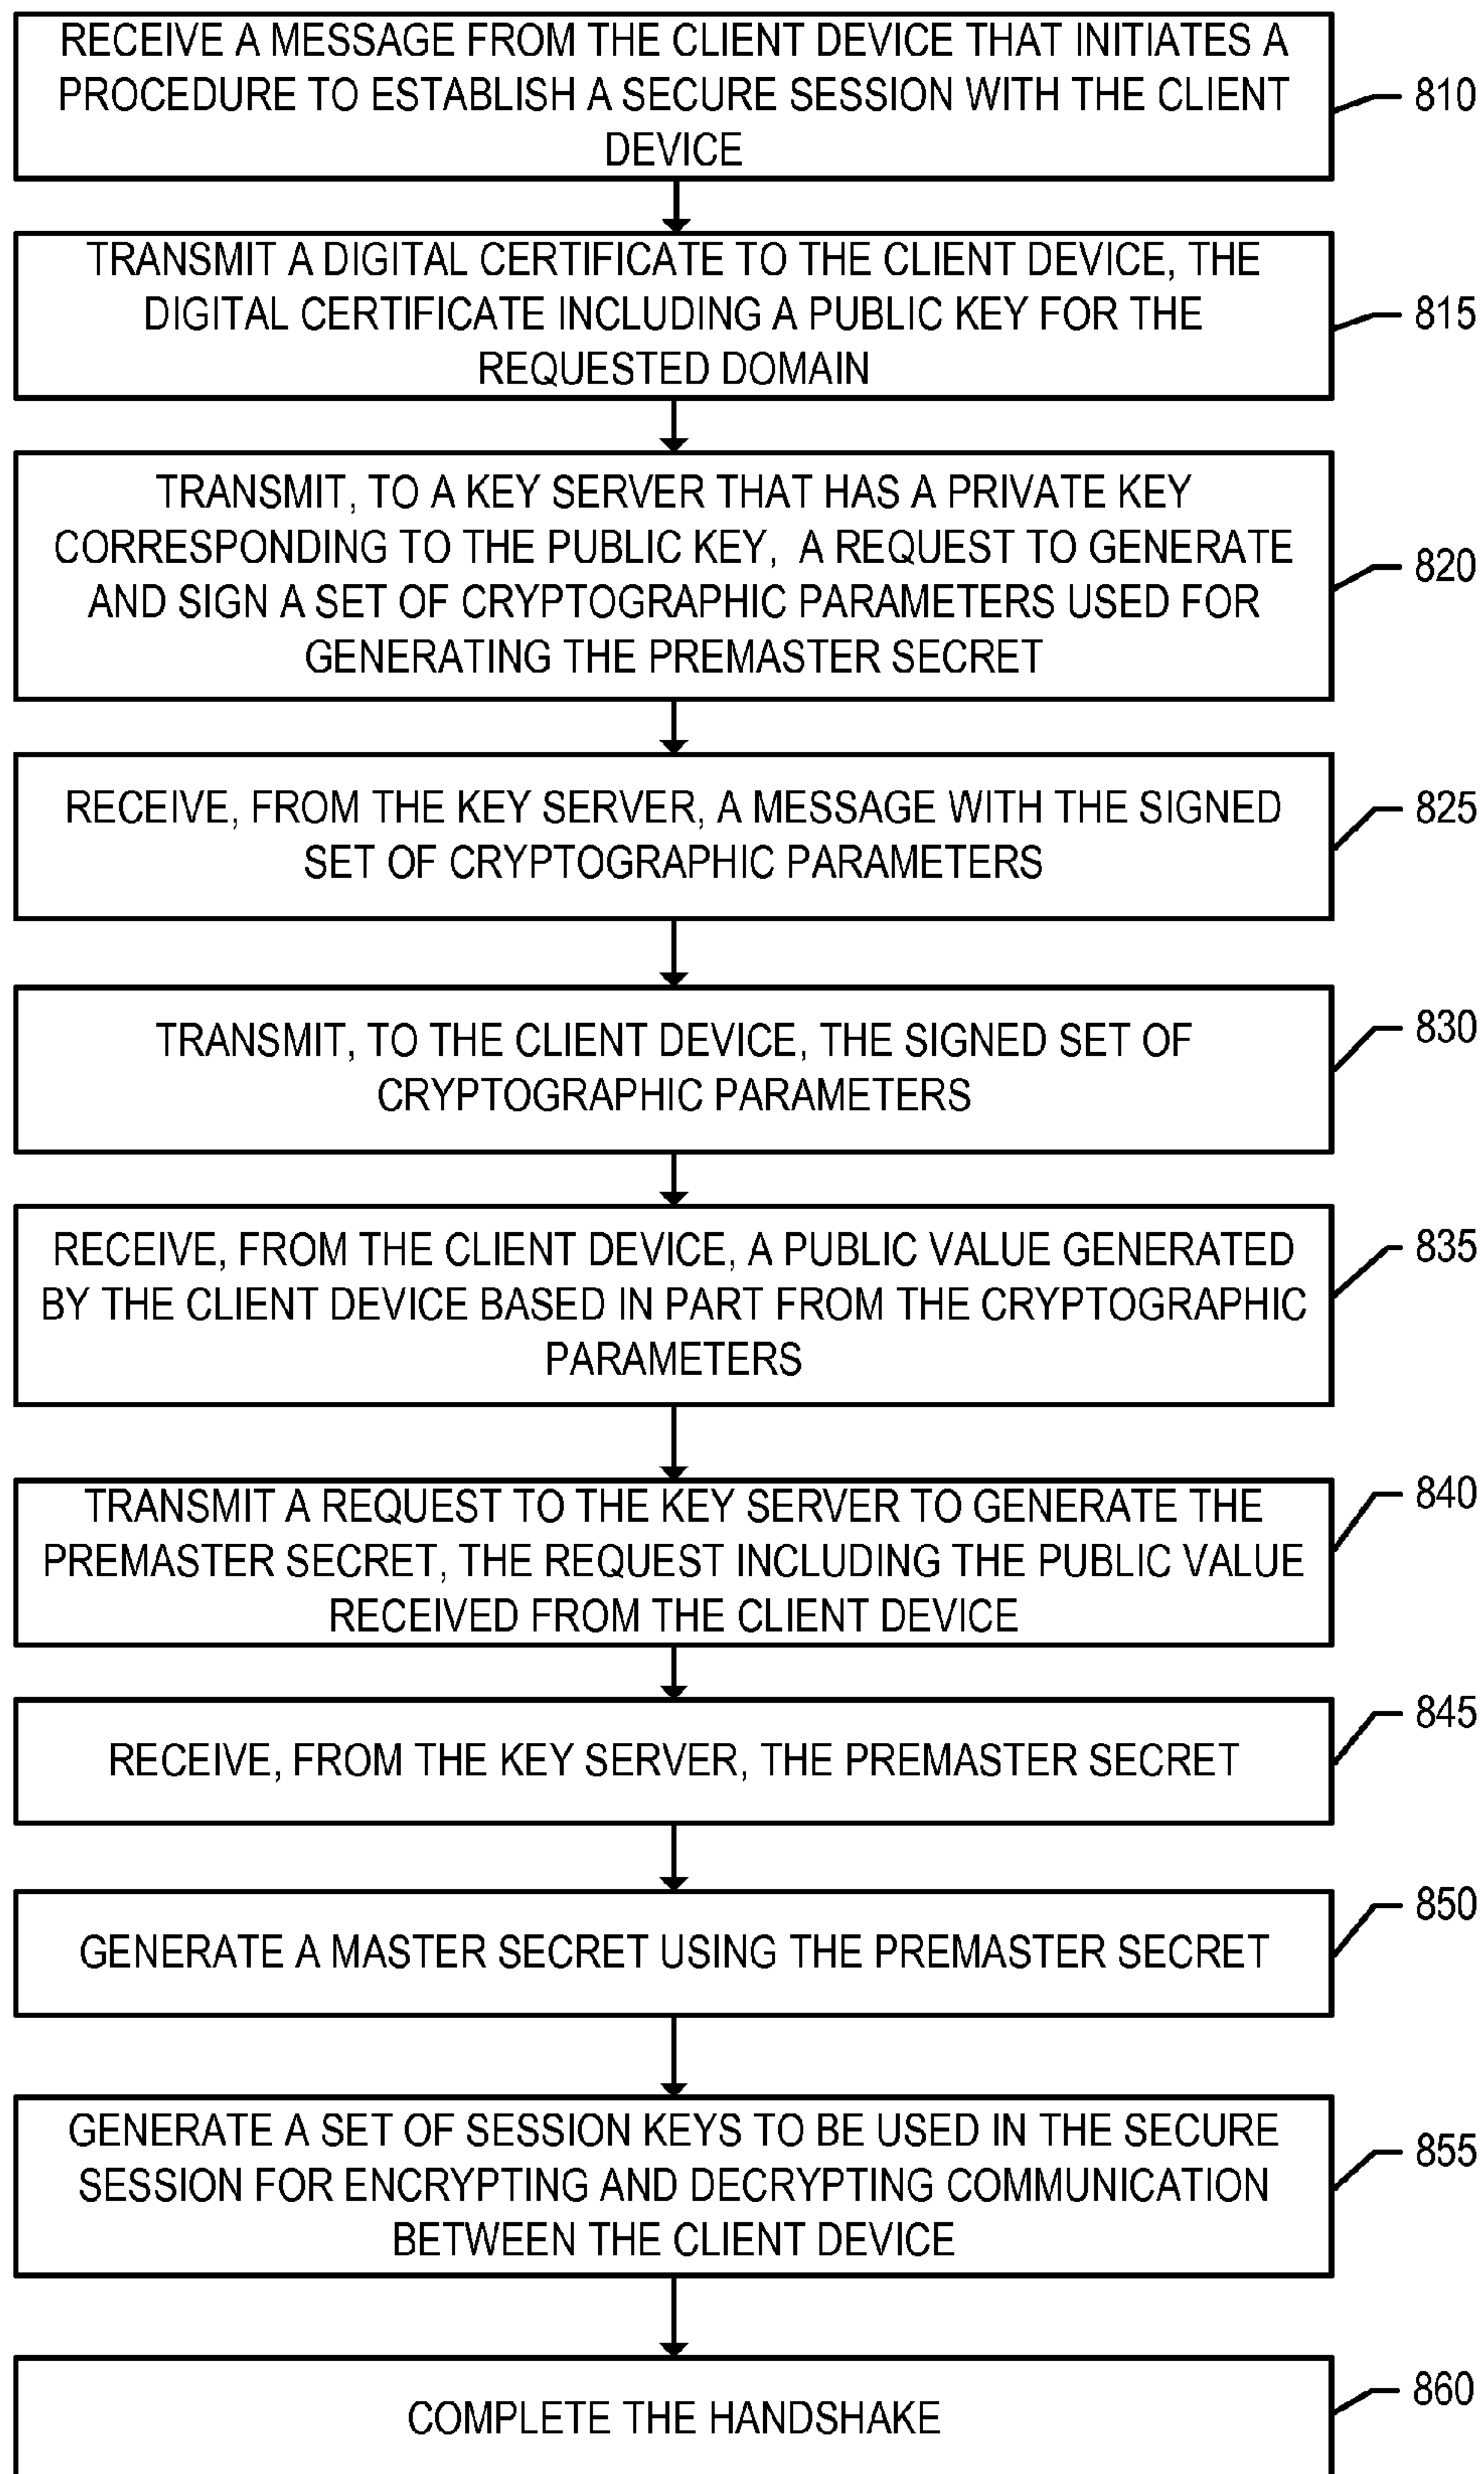 RECEIVE A MESSAGE FROM THE CLIENT DEVICE THAT INITIATES A
PROCEDURE TO ESTABLISH A SECURE SESSION WITH THE CLIENT
DEVICE
810
TRANSMIT A DIGITAL CERTIFICATE TO THE CLIENT DEVICE, THE
DIGITAL CERTIFICATE INCLUDING A PUBLIC KEY FOR THE
REQUESTED DOMAIN
815
TRANSMIT, TO A KEY SERVER THAT HAS A PRIVATE KEY
CORRESPONDING TO THE PUBLIC KEY, A REQUEST TO GENERATE
AND SIGN A SET OF CRYPTOGRAPHIC PARAMETERS USED FOR
GENERATING THE PREMASTER SECRET
820
RECEIVE, FROM THE KEY SERVER, A MESSAGE WITH THE SIGNED
SET OF CRYPTOGRAPHIC PARAMETERS
825
TRANSMIT, TO THE CLIENT DEVICE, THE SIGNED SET OF
CRYPTOGRAPHIC PARAMETERS
830
RECEIVE, FROM THE CLIENT DEVICE, A PUBLIC VALUE GENERATED
BY THE CLIENT DEVICE BASED IN PART FROM THE CRYPTOGRAPHIC
PARAMETERS
835
TRANSMIT A REQUEST TO THE KEY SERVER TO GENERATE THE
PREMASTER SECRET, THE REQUEST INCLUDING THE PUBLIC VALUE
RECEIVED FROM THE CLIENT DEVICE
840
RECEIVE, FROM THE KEY SERVER, THE PREMASTER SECRET
845
GENERATE A MASTER SECRET USING THE PREMASTER SECRET
850
GENERATE A SET OF SESSION KEYS TO BE USED IN THE SECURE
SESSION FOR ENCRYPTING AND DECRYPTING COMMUNICATION
BETWEEN THE CLIENT DEVICE
855
COMPLETE THE HANDSHAKE
860